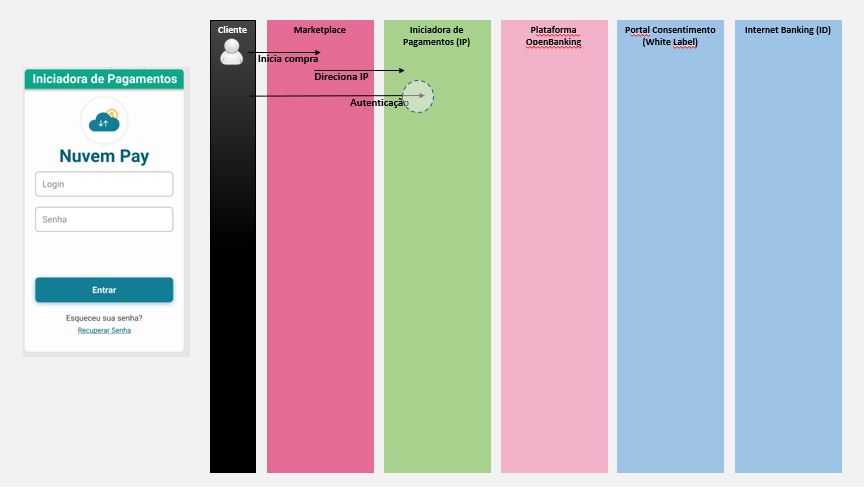 Iniciadora de Pagamentos
Nuvem Pay
Login
Senha
Entrar
Esqueceu sua senha?
Recuperar Senha
Cliente
Marketplace
Iniciadora de
Pagamentos (IP)
Plataforma
OpenBanking
Portal Consentimento
(White Label)
Internet Banking (ID)
Inicia compra
Direciona IP
Autenticação